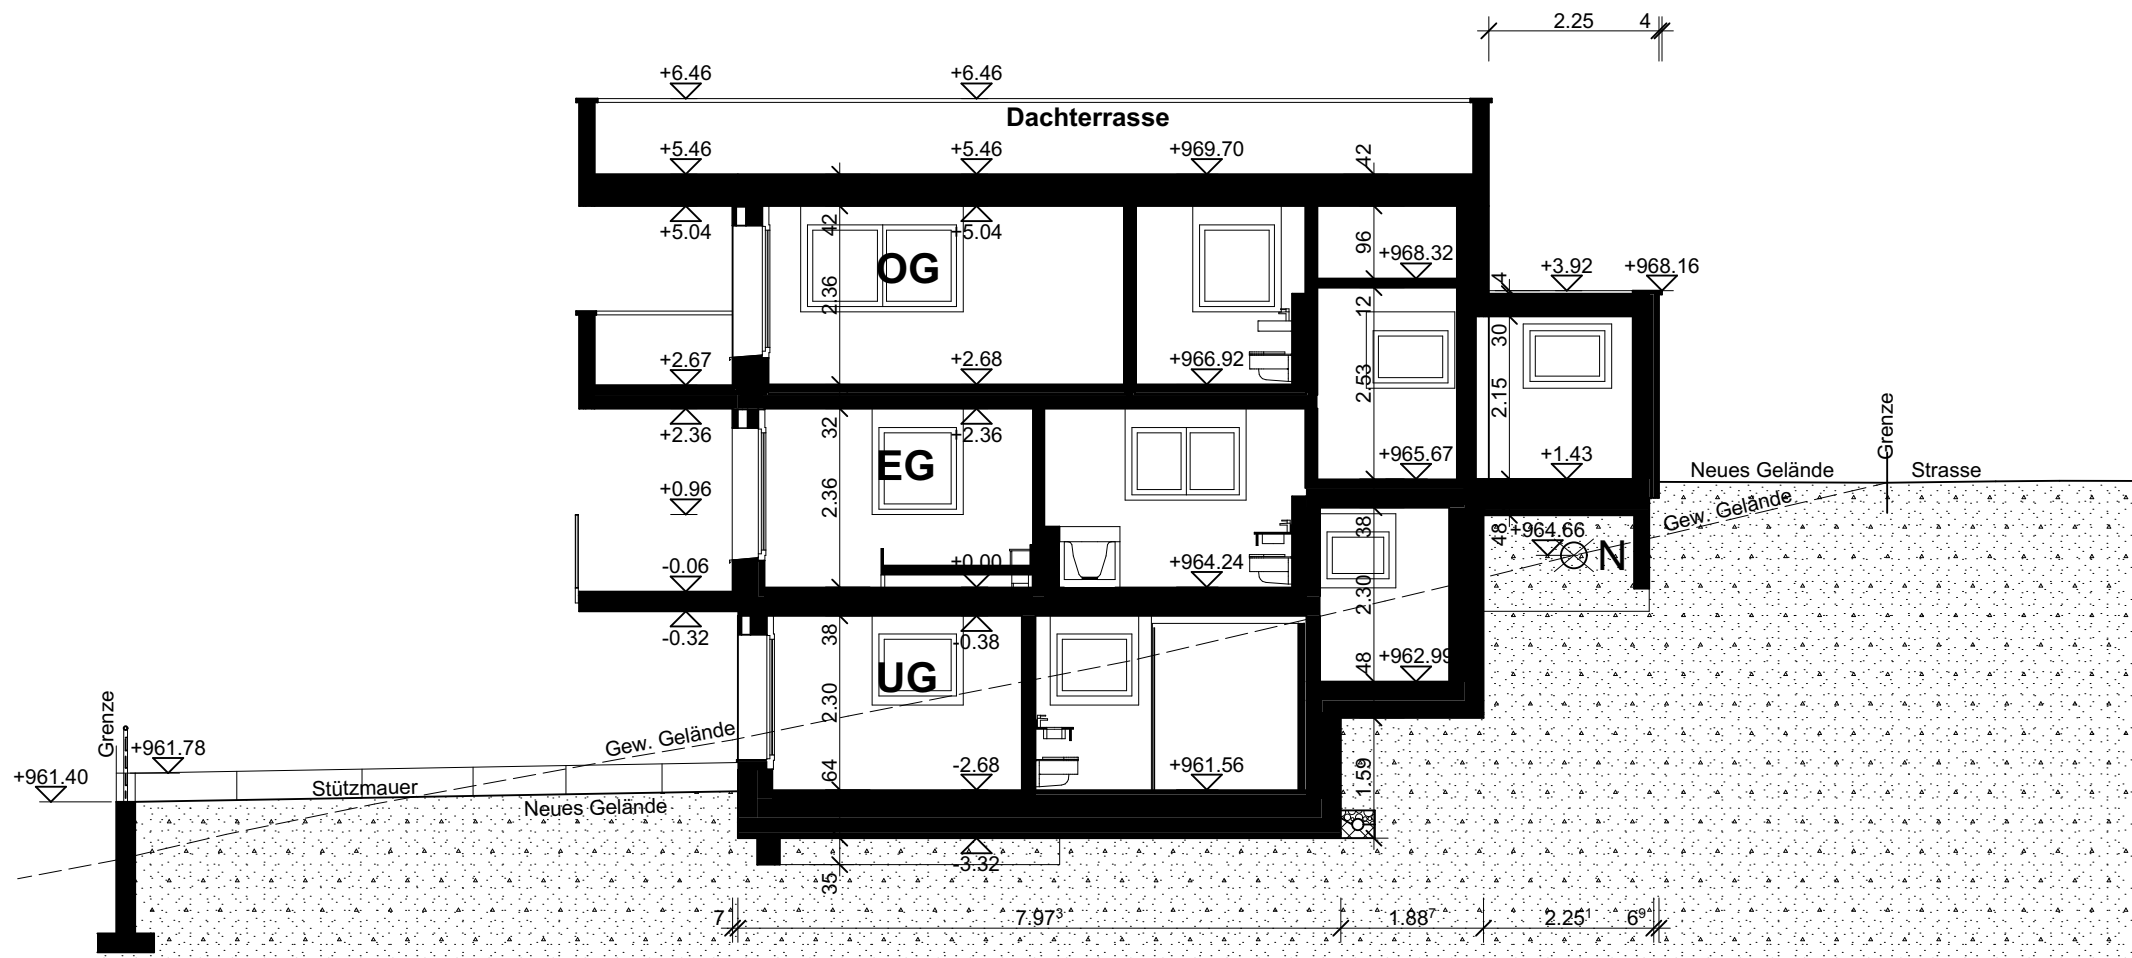 2.25 4
+6.46 +6.46
Dachterrasse
+5.46 +5.46 +969.70 42
+5.04 42 +5.04 96 +968.32
OG
2.36
4 +3.92 +968.16
12 30
+2.67 +2.68 +966.92 2.53 2.15
Grenze
+2.36 32 +2.36
EG
+965.67 +1.43
Neues Gelände Strasse
+0.96 2.36
Gew. Gelände
38 48 +964.66
N
-0.06 +0.00 +964.24 2.30
-0.32 38 -0.38
UG
48 +962.99
2.30
Grenze
Gew. Gelände
+961.78
+961.40
Stützmauer
Neues Gelände
64 -2.68 +961.56 1.59
35 -3.32
7 7.97³ 1.88⁷ 2.25¹ 6⁹